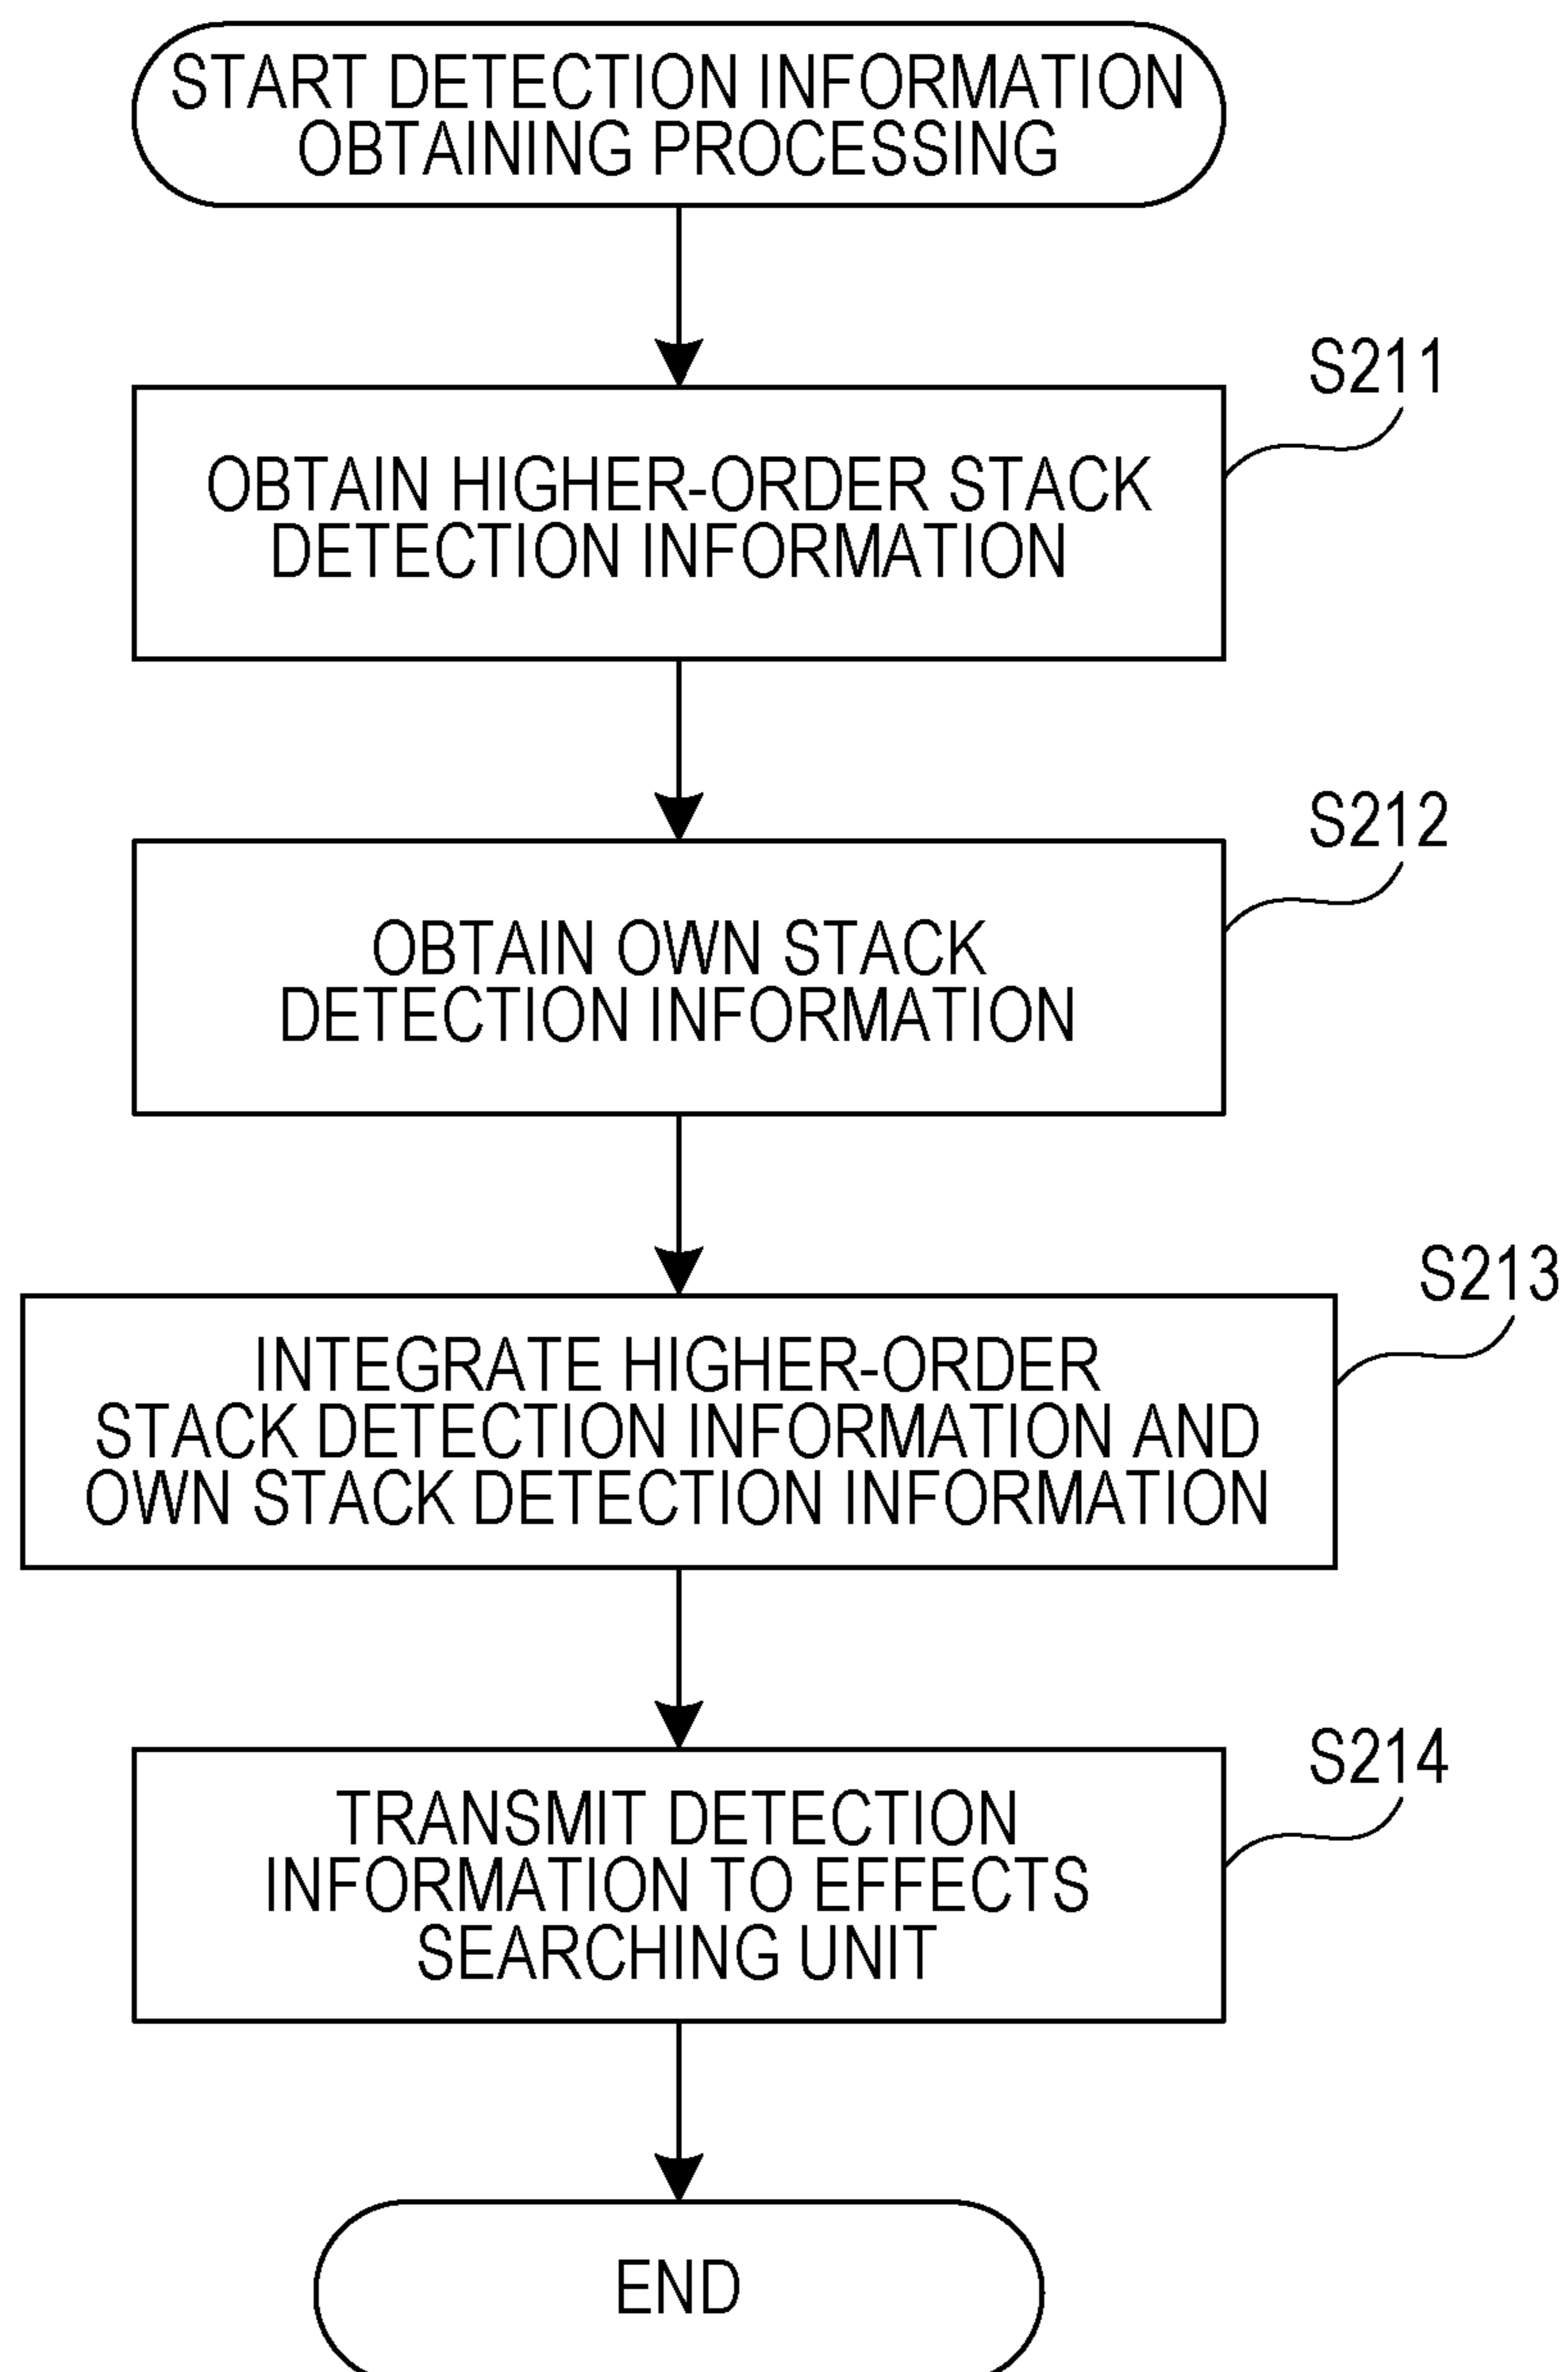 START DETECTION INFORMATION
OBTAINING PROCESSING
S211
OBTAIN HIGHER-ORDER STACK
DETECTION INFORMATION
S212
OBTAIN OWN STACK
DETECTION INFORMATION
S213
INTEGRATE HIGHER-ORDER
STACK DETECTION INFORMATION AND
OWN STACK DETECTION INFORMATION
S214
TRANSMIT DETECTION
INFORMATION TO EFFECTS
SEARCHING UNIT
END